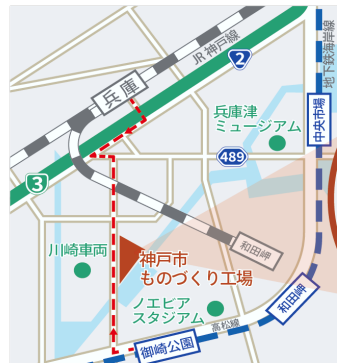 JR神戸線
2
地下鉄海岸線
兵庫
兵庫津
ミュージアム
中央市場
489
3
和田岬
川崎車両
神戸市
ものづくり工場
ノエビア
スタジアム
和田岬
高松線
御崎公園